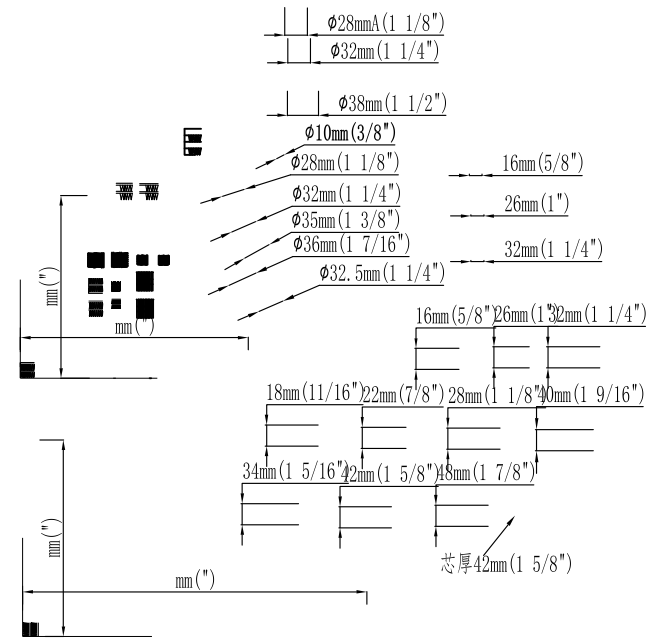 ϕ28mmA(1 1/8")
ϕ32mm(1 1/4")
ϕ38mm(1 1/2")
ϕ10mm(3/8")
ϕ28mm(1 1/8")
16mm(5/8")
ϕ32mm(1 1/4")
26mm(1")
ϕ35mm(1 3/8")
ϕ36mm(1 7/16")
32mm(1 1/4")
ϕ32.5mm(1 1/4")
mm(")
mm(")
16mm(5/8")
26mm(1")
32mm(1 1/4")
18mm(11/16")
22mm(7/8")
28mm(1 1/8")
40mm(1 9/16")
34mm(1 5/16")
42mm(1 5/8")
48mm(1 7/8")
mm(")
芯厚42mm(1 5/8")
mm(")